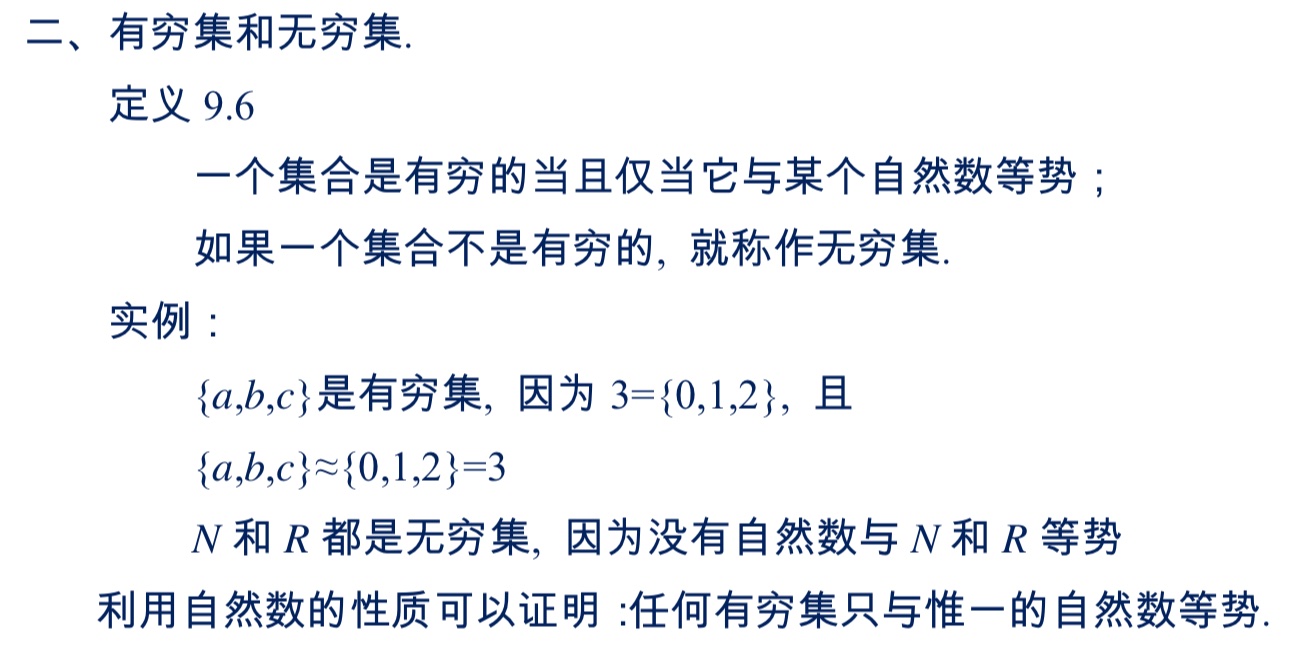 二、有穷集和无穷集.
定义 9.6
一个集合是有穷的当且仅当它与某个自然数等势；
如果一个集合不是有穷的, 就称作无穷集.
实例：
{a,b,c}是有穷集, 因为 3={0,1,2}, 且
{a,b,c}≈{0,1,2}=3
N 和 R 都是无穷集, 因为没有自然数与 N 和 R 等势
利用自然数的性质可以证明 :任何有穷集只与惟一的自然数等势.